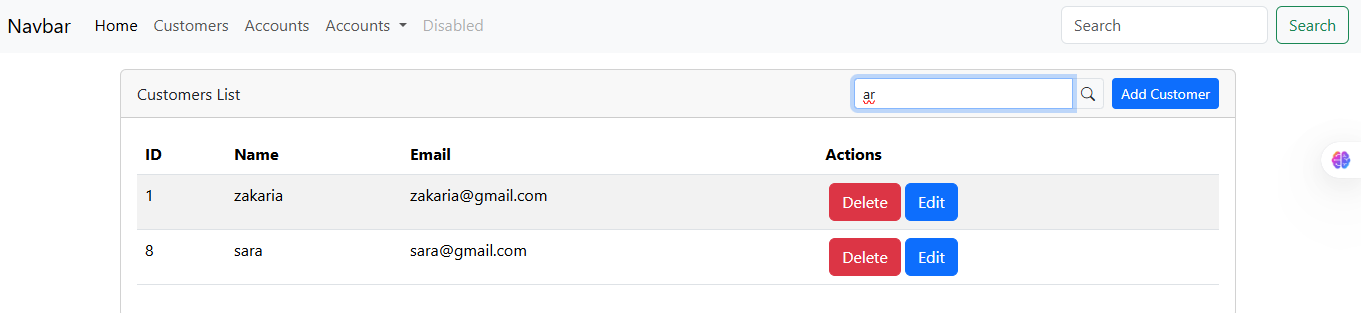 Navbar Home Customers Accounts Accounts Disabled Search Search
Customers List ar Add Customer
ID Name Email Actions
1 zakaria zakaria@gmail.com Delete Edit
8 sara sara@gmail.com Delete Edit